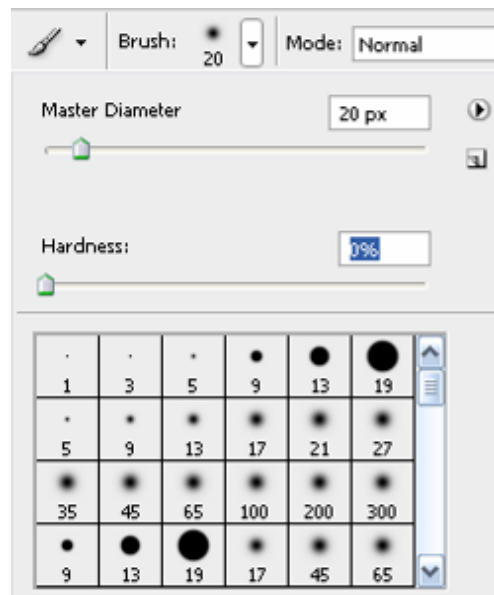 Brush: 20 Mode: Normal
Master Diameter 20 px
Hardness: 0%
1 3 5 9 13 19
5 9 13 17 21 27
35 45 65 100 200 300
9 13 19 17 45 65